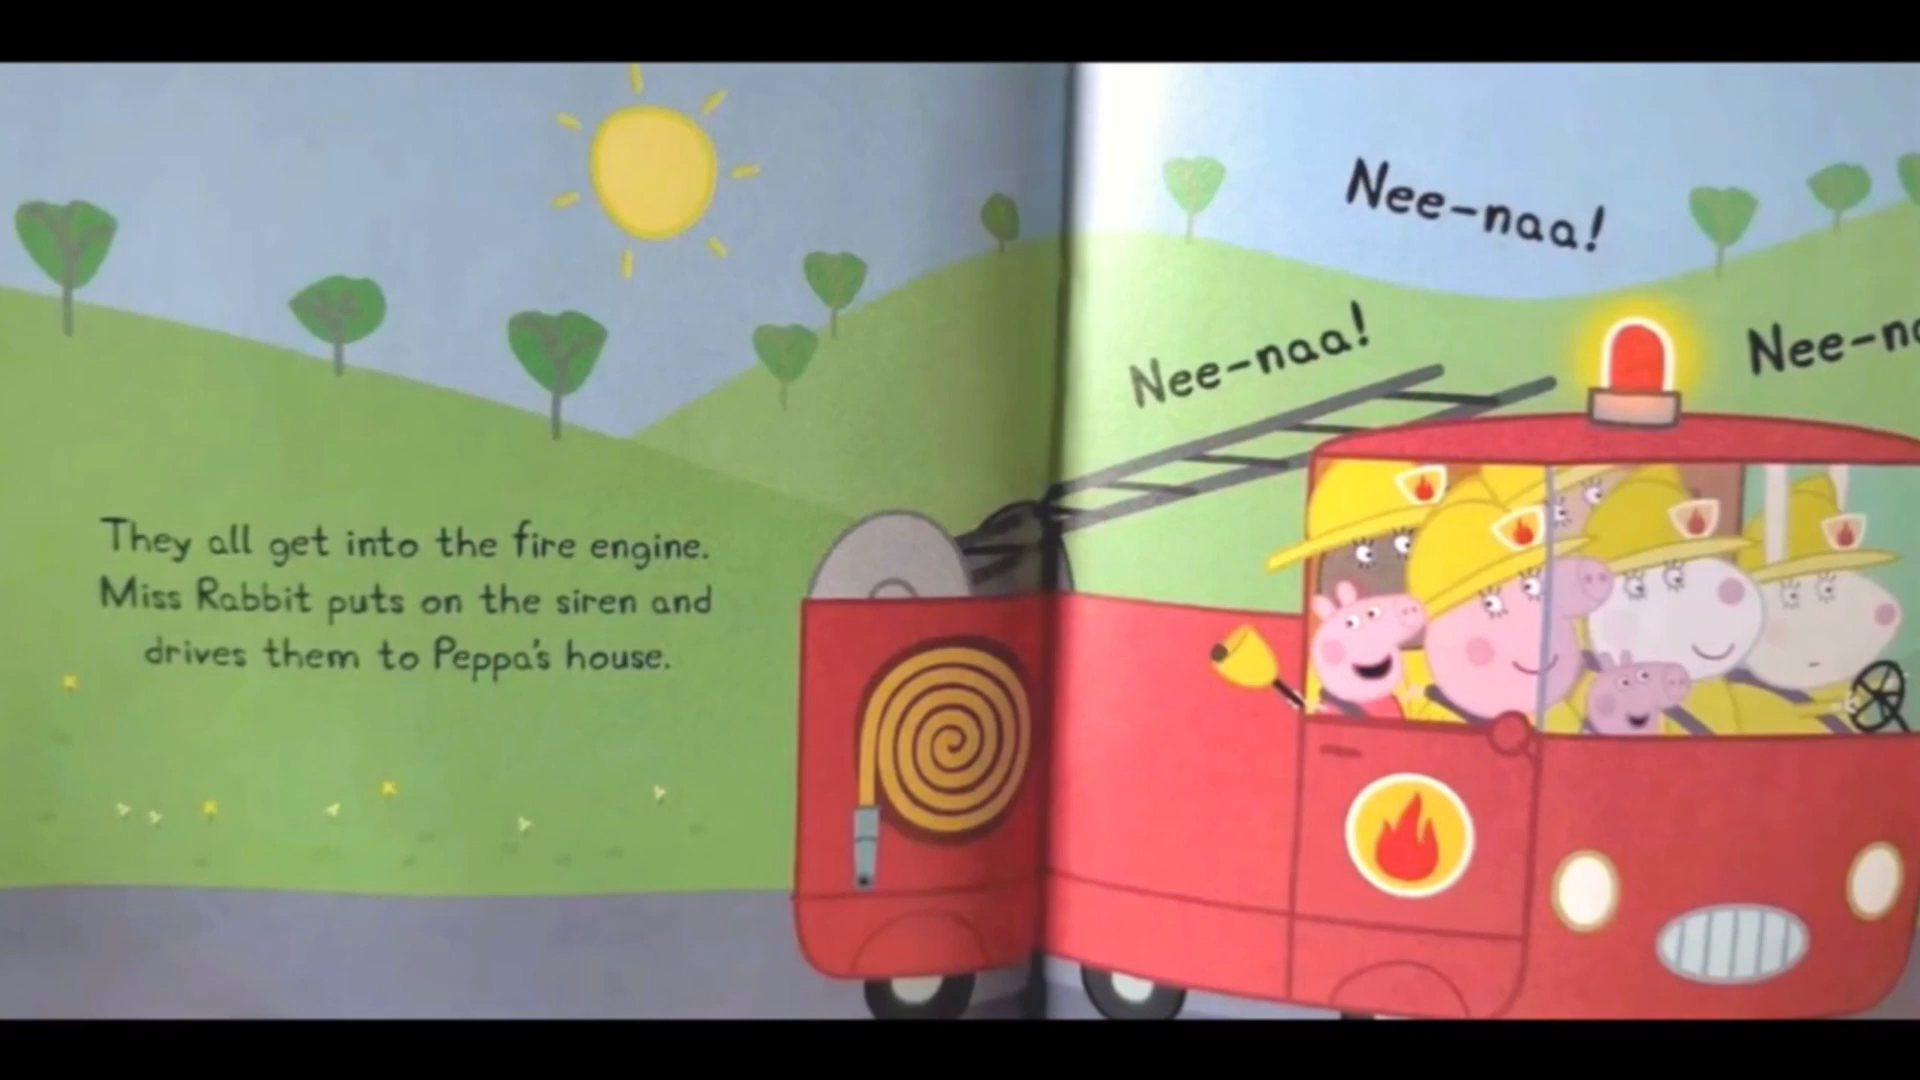 They all get into the fire engine.
Miss Rabbit puts on the siren and
drives them to Peppa's house.
Nee-naa!
Nee-naa!